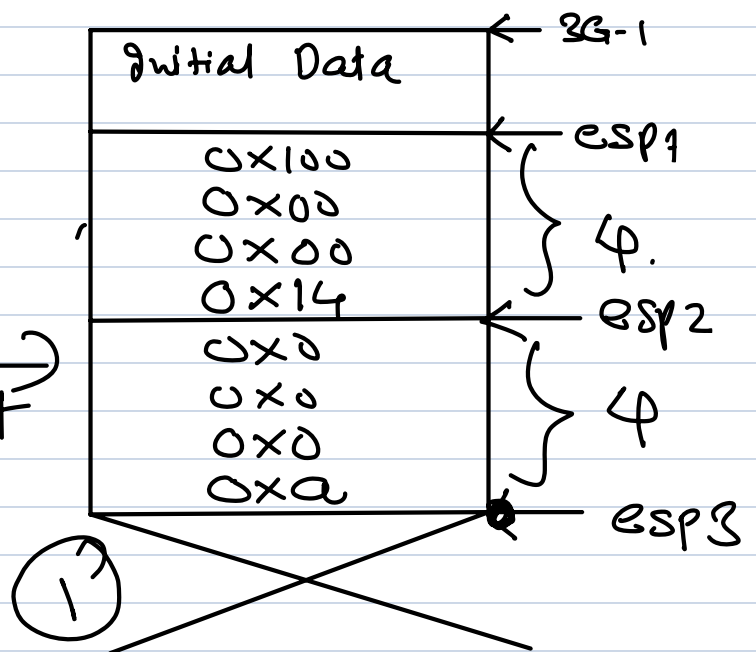 3G-1
Initial Data
esp1
0x100
0x00
4.
0x00
0x14
esp2
0x0
0x0
4
0x0
0xa
esp3
1